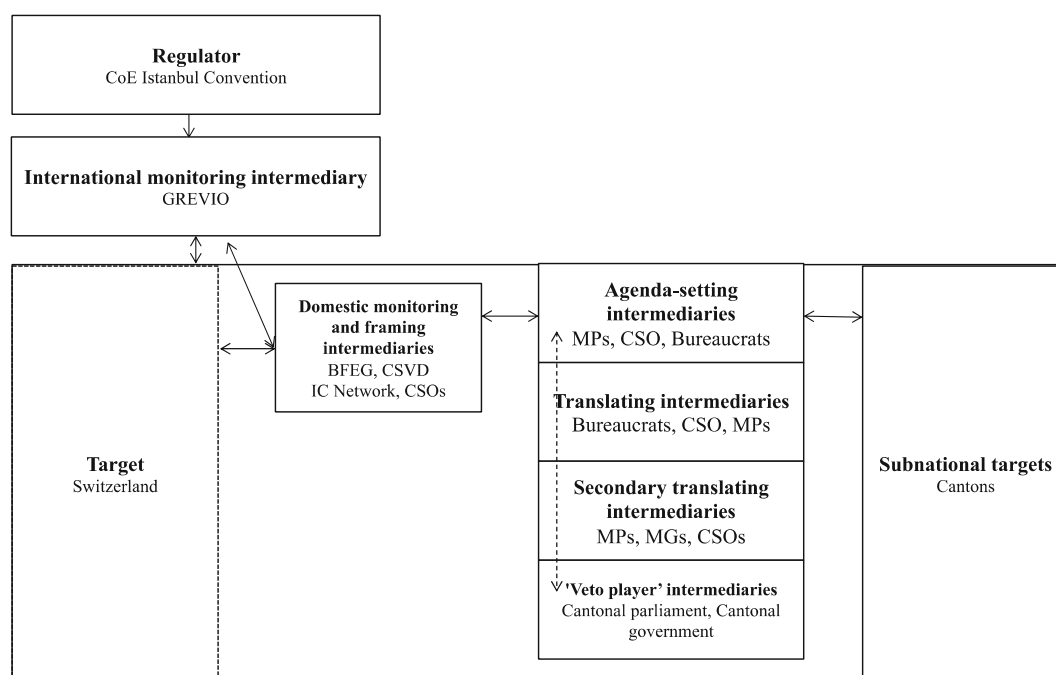 Regulator
CoE Istanbul Convention
International monitoring intermediary
GREVIO
Target
Switzerland
Domestic monitoring
and framing
intermediaries
BFEG, CSVD
IC Network, CSOs
Agenda-setting
intermediaries
MPs, CSO, Bureaucrats
Translating intermediaries
Bureaucrats, CSO, MPs
Secondary translating
intermediaries
MPs, MGs, CSOs
'Veto player’ intermediaries
Cantonal parliament, Cantonal
government
Subnational targets
Cantons